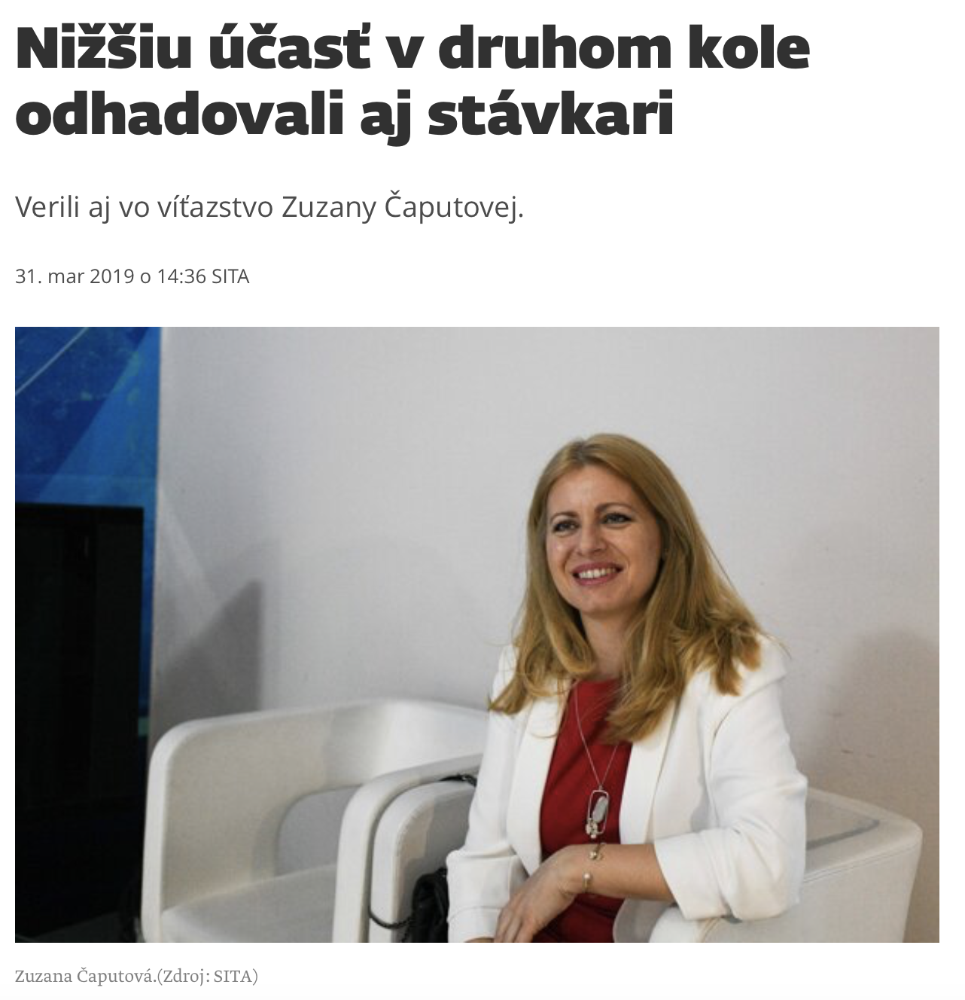 Nižšiu účasť v druhom kole
odhadovali aj stávkari
Verili aj vo víťazstvo Zuzany Čaputovej.
31. mar 2019 o 14:36 SITA
Zuzana Čaputová.(Zdroj: SITA)